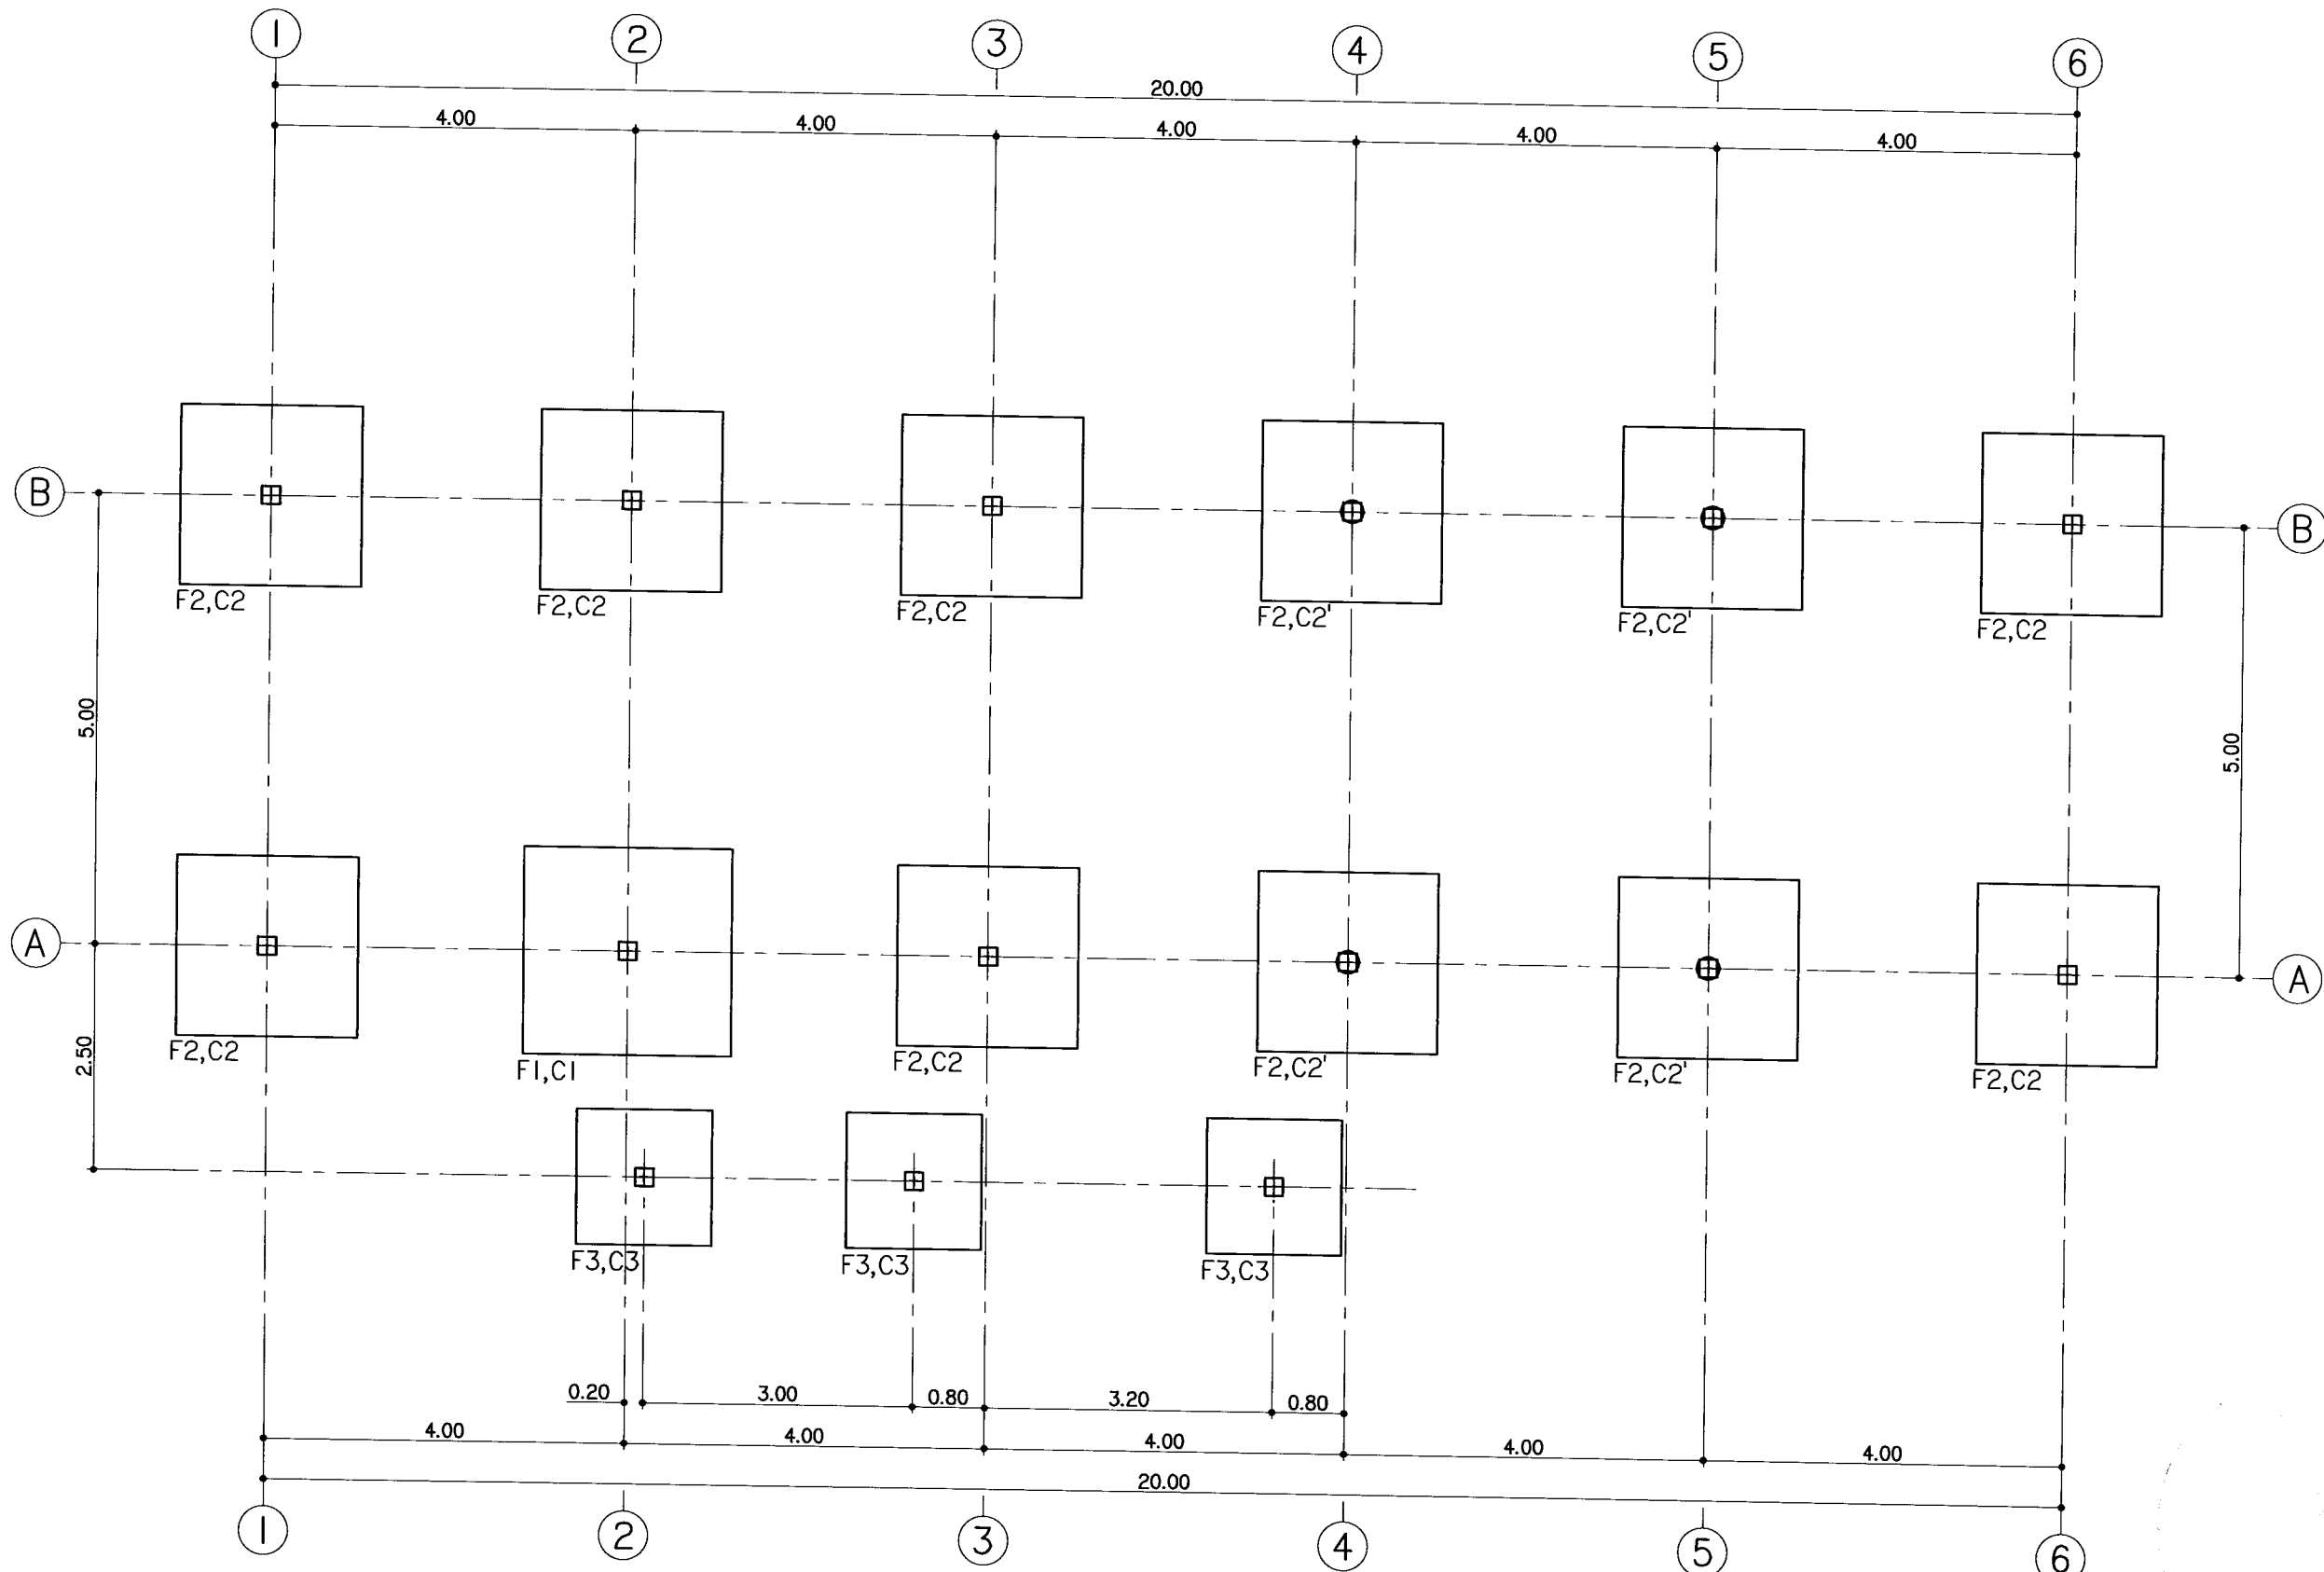 1 2 3 4 5 6
20.00
4.00 4.00 4.00 4.00 4.00
B B
F2,C2 F2,C2 F2,C2 F2,C2' F2,C2' F2,C2
5.00 5.00
A A
F2,C2 F1,C1 F2,C2 F2,C2' F2,C2' F2,C2
2.50
F3,C3 F3,C3 F3,C3
0.20 3.00 0.80 3.20 0.80
4.00 4.00 4.00 4.00 4.00
20.00
1 2 3 4 5 6